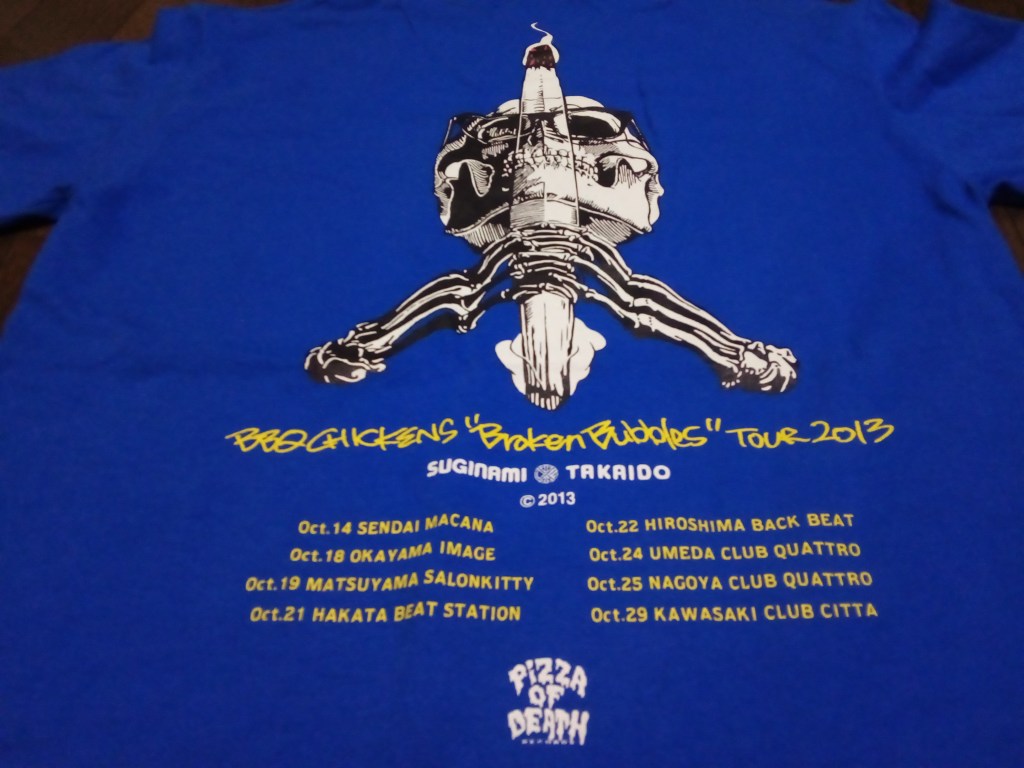 BBQ CHICKENS "Broken Bubbles" TOUR 2013
SUGINAMI TAKAIDO
© 2013
Oct.14 SENDAI MACANA
Oct.18 OKAYAMA IMAGE
Oct.19 MATSUYAMA SALONKITTY
Oct.21 HAKATA BEAT STATION
Oct.22 HIROSHIMA BACK BEAT
Oct.24 UMEDA CLUB QUATTRO
Oct.25 NAGOYA CLUB QUATTRO
Oct.29 KAWASAKI CLUB CITTA
PIZZA
OF
DEATH
RECORDS